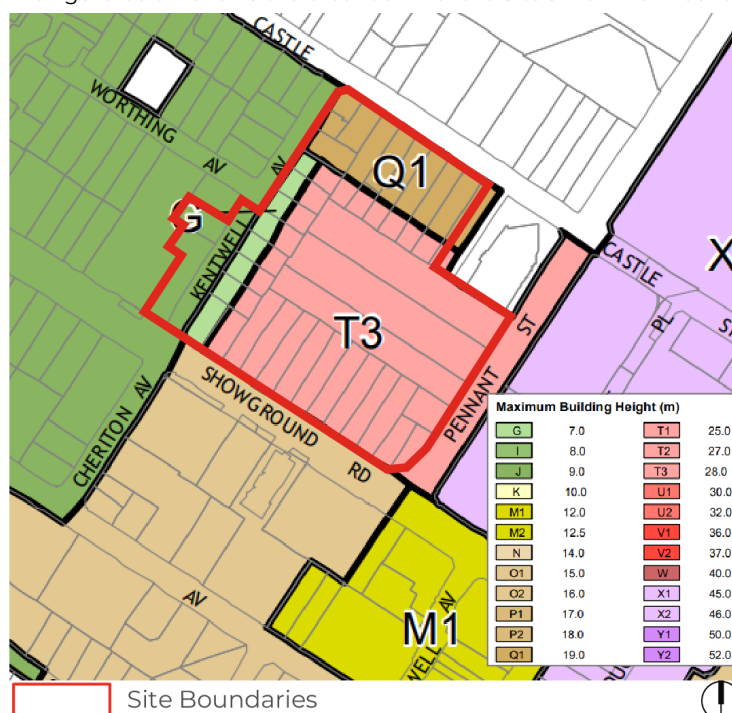 CASTLE
WORTHING
AV
AV
Q1
G
KENTWELL
CASTLE
X
ST
PL
T3
ST
PENNANT
SHOWGROUND
RD
CHERITON AV
AV
M1
AV
Maximum Building Height (m)
G 7.0 T1 25.0
I 8.0 T2 27.0
J 9.0 T3 28.0
K 10.0 U1 30.0
M1 12.0 U2 32.0
M2 12.5 V1 36.0
N 14.0 V2 37.0
O1 15.0 W 40.0
O2 16.0 X1 45.0
P1 17.0 X2 46.0
P2 18.0 Y1 50.0
Q1 19.0 Y2 52.0
Site Boundaries